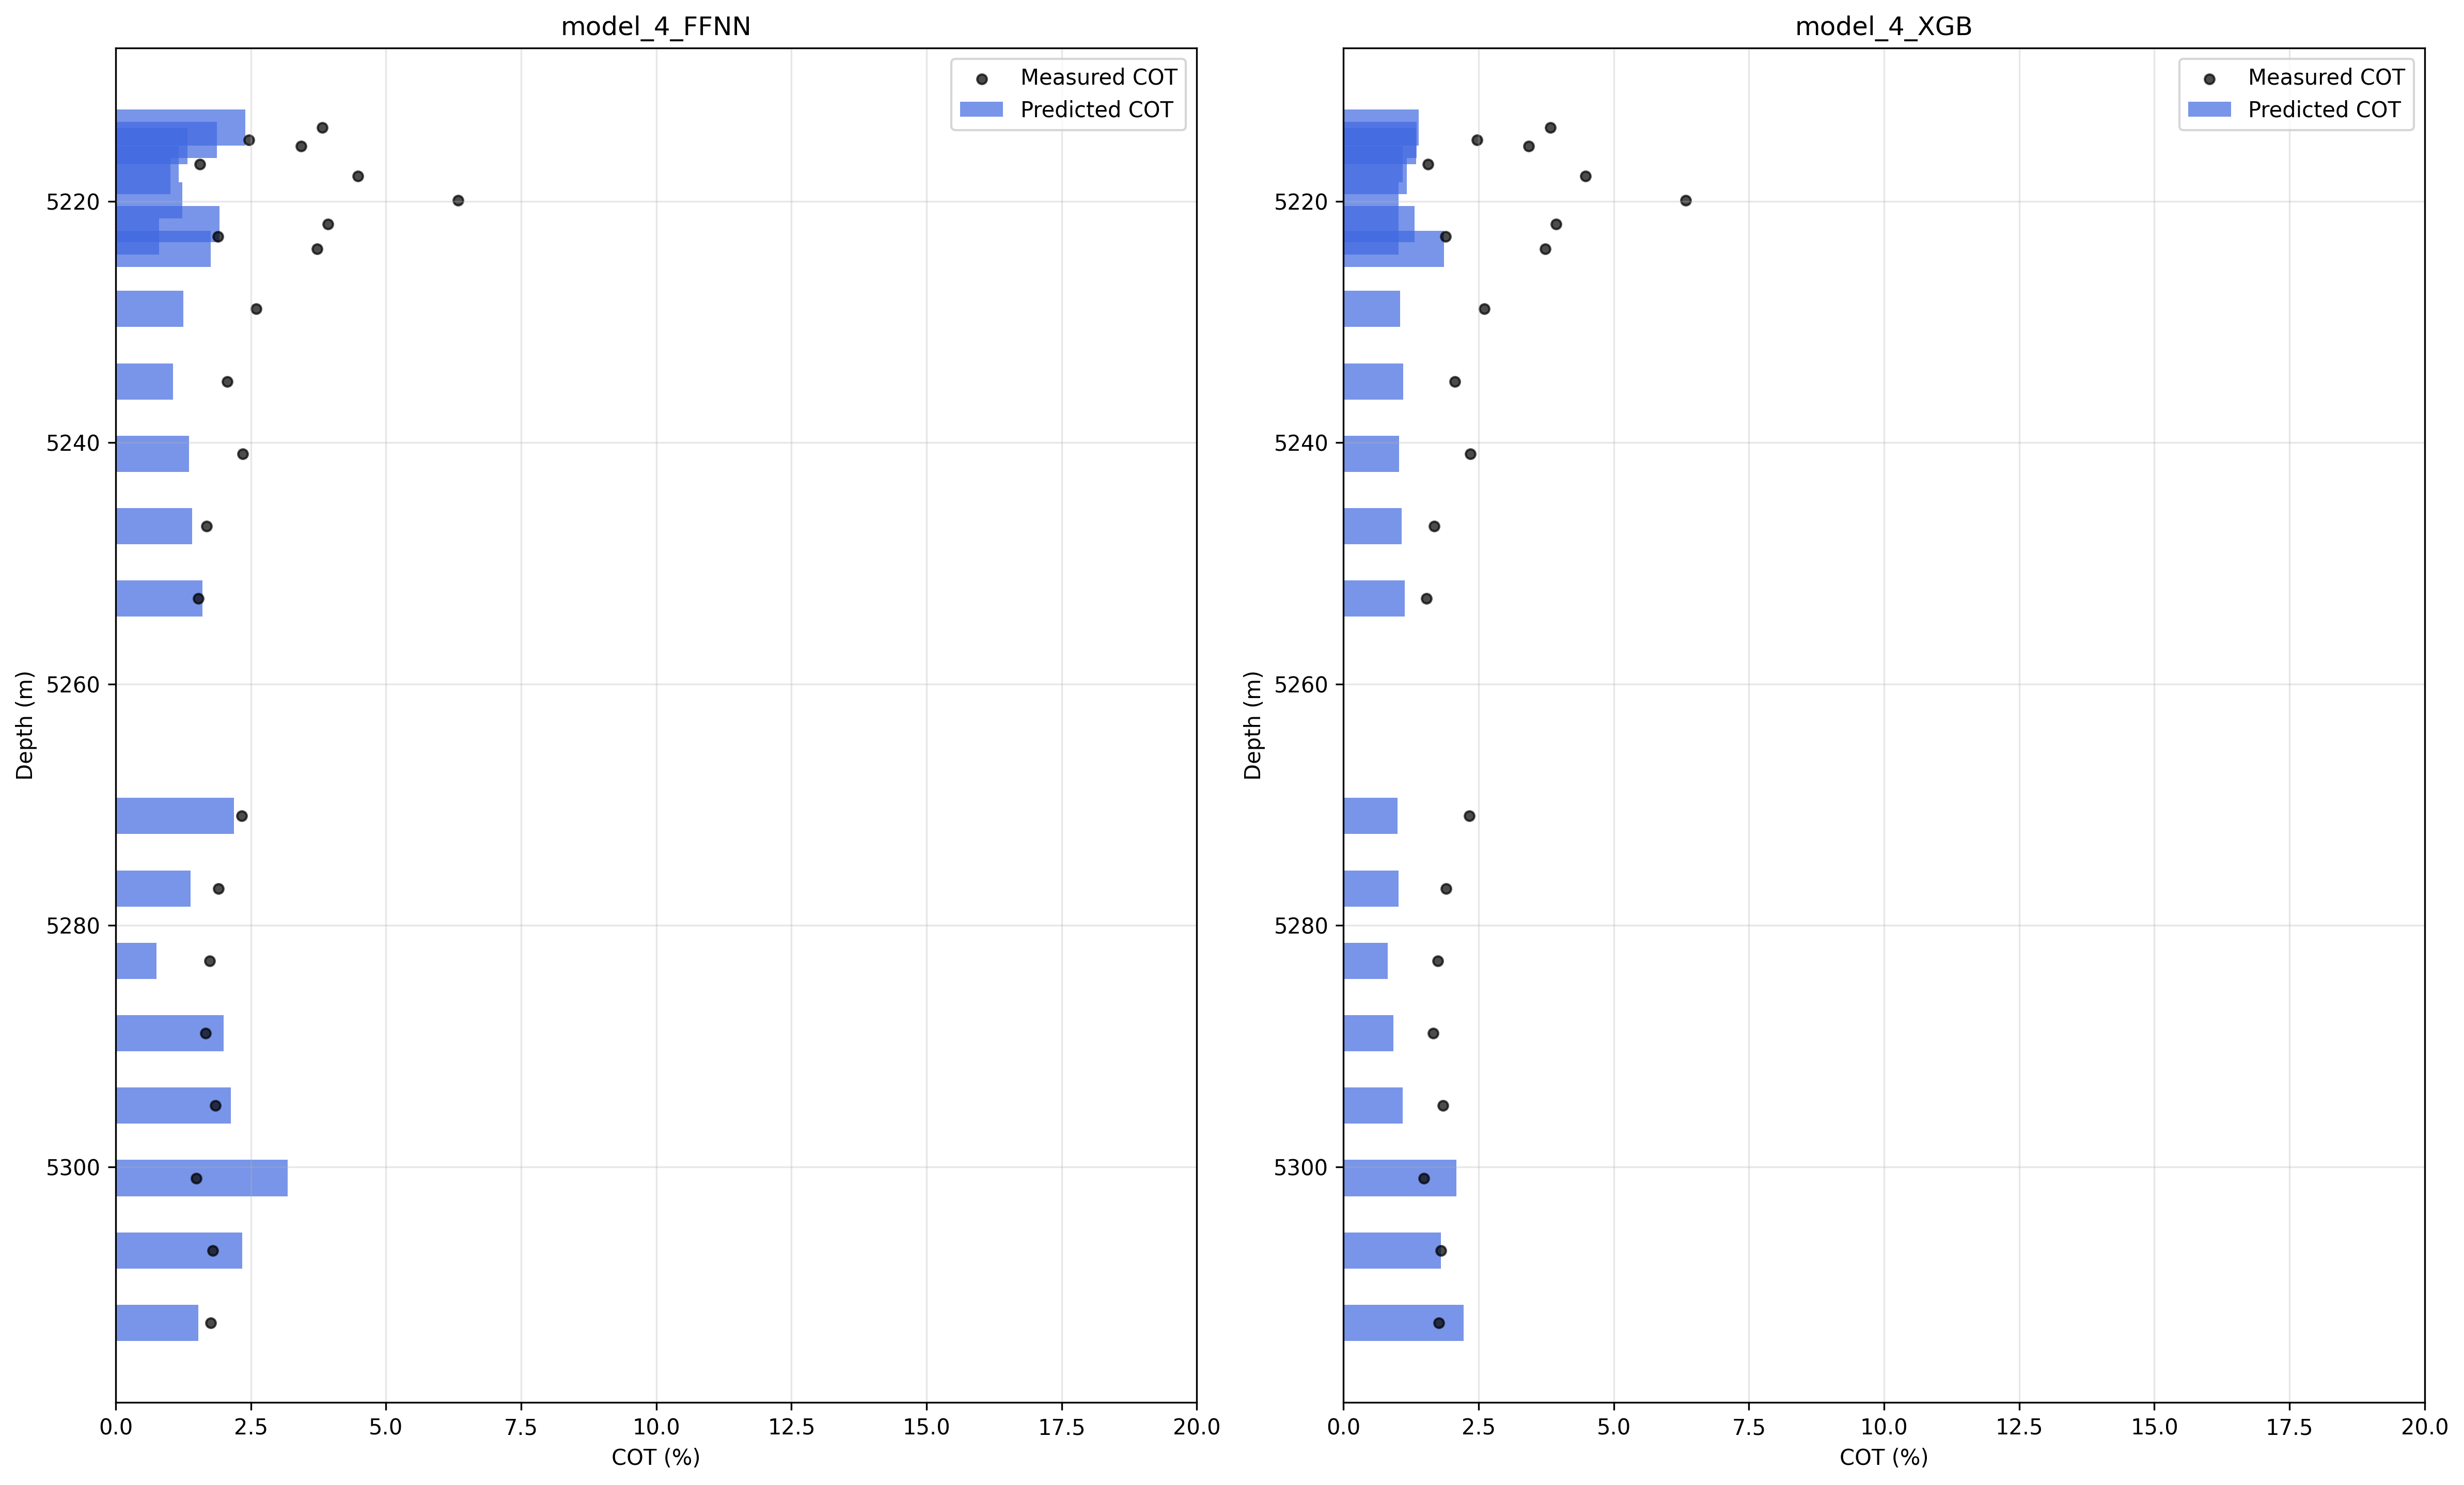 model_4_FFNN
Measured COT
Predicted COT
Depth (m)
5220
5240
5260
5280
5300
0.0 2.5 5.0 7.5 10.0 12.5 15.0 17.5 20.0
COT (%)
model_4_XGB
Measured COT
Predicted COT
Depth (m)
5220
5240
5260
5280
5300
0.0 2.5 5.0 7.5 10.0 12.5 15.0 17.5 20.0
COT (%)